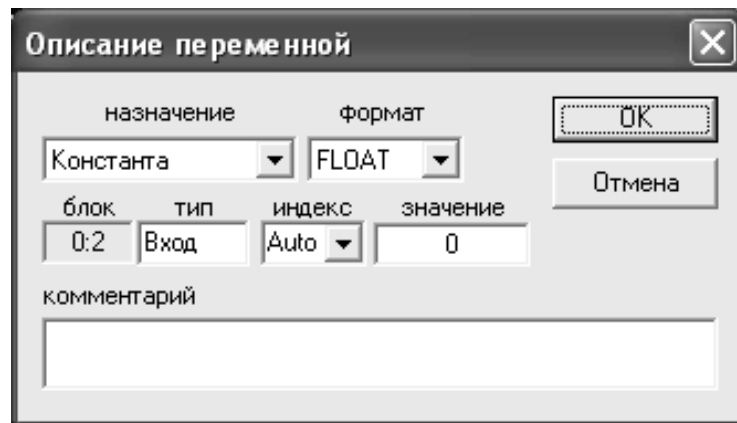 Описание переменной
назначение формат
Константа FLOAT
OK
Отмена
блок тип индекс значение
0:2 Вход Auto 0
комментарий